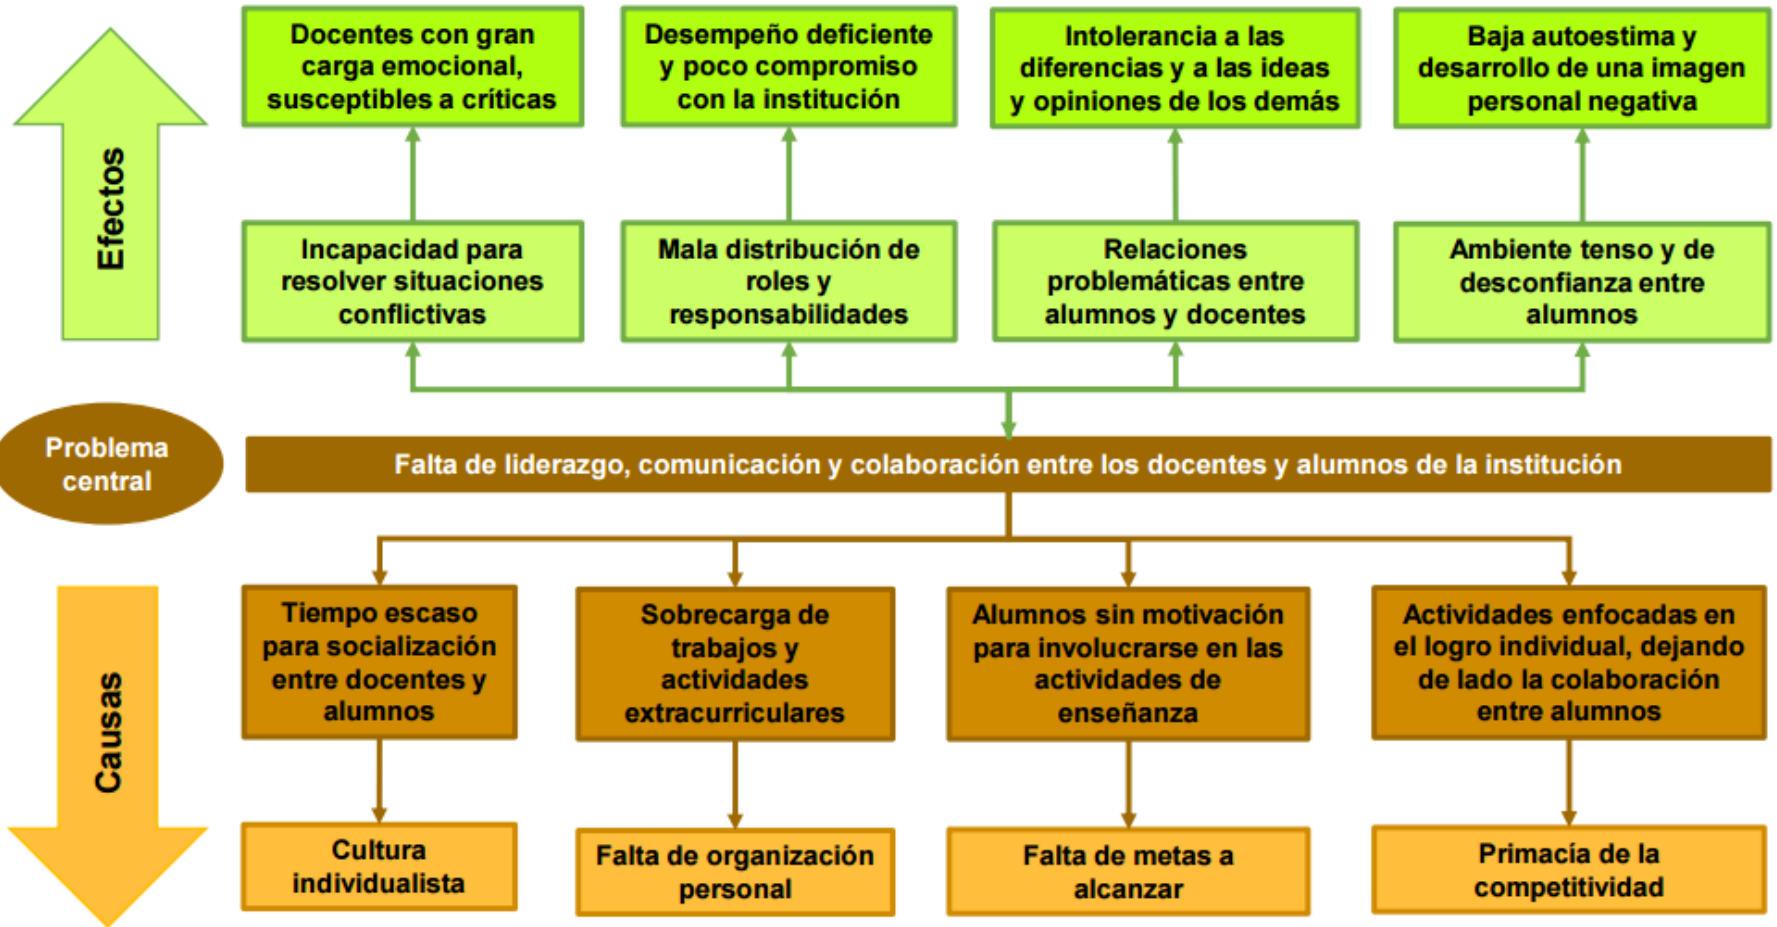 Docentes con gran
carga emocional,
susceptibles a críticas
Desempeño deficiente
y poco compromiso
con la institución
Intolerancia a las
diferencias y a las ideas
y opiniones de los demás
Baja autoestima y
desarrollo de una imagen
personal negativa
Efectos
Incapacidad para
resolver situaciones
conflictivas
Mala distribución de
roles y
responsabilidades
Relaciones
problemáticas entre
alumnos y docentes
Ambiente tenso y de
desconfianza entre
alumnos
Problema
central
Falta de liderazgo, comunicación y colaboración entre los docentes y alumnos de la institución
Causas
Tiempo escaso
para socialización
entre docentes y
alumnos
Sobrecarga de
trabajos y
actividades
extracurriculares
Alumnos sin motivación
para involucrarse en las
actividades de
enseñanza
Actividades enfocadas en
el logro individual, dejando
de lado la colaboración
entre alumnos
Cultura
individualista
Falta de organización
personal
Falta de metas a
alcanzar
Primacía de la
competitividad